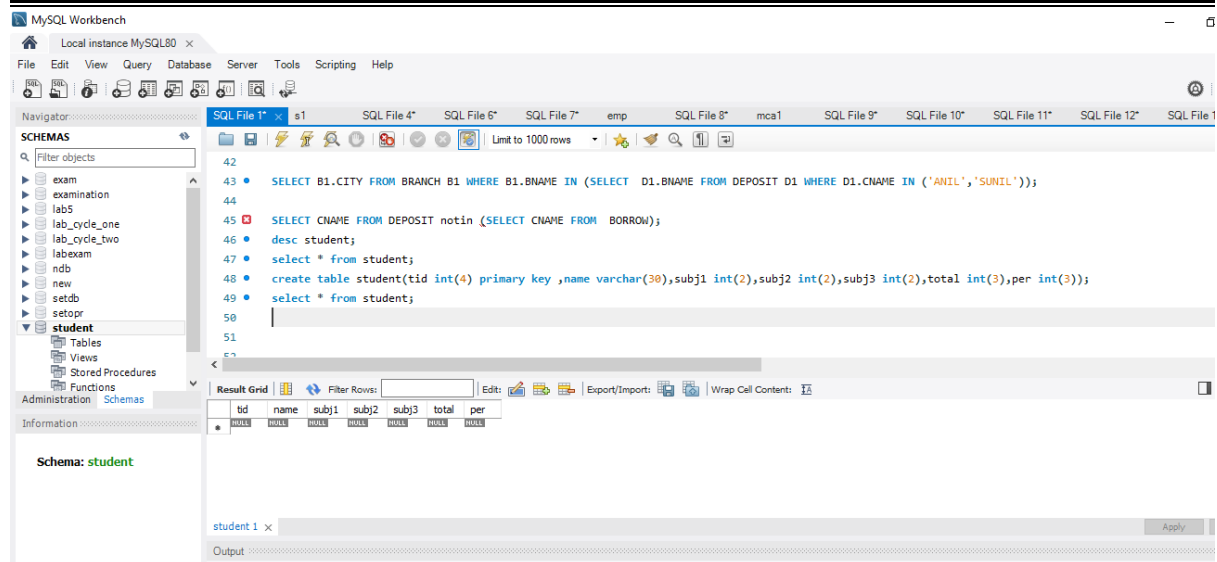 MySQL Workbench
Local instance MySQL80
File Edit View Query Database Server Tools Scripting Help
Navigator
SCHEMAS
Filter objects
exam
examination
lab5
lab_cycle_one
lab_cycle_two
labexam
ndb
new
setdb
setopr
student
Tables
Views
Stored Procedures
Functions
Administration Schemas
Information
Schema: student
SQL File 1* s1 SQL File 4* SQL File 6* SQL File 7* emp SQL File 8* mca1 SQL File 9* SQL File 10* SQL File 11* SQL File 12* SQL File 1
Limit to 1000 rows
42
43 SELECT B1.CITY FROM BRANCH B1 WHERE B1.BNAME IN (SELECT D1.BNAME FROM DEPOSIT D1 WHERE D1.CNAME IN ('ANIL','SUNIL'));
44
45 SELECT CNAME FROM DEPOSIT notin (SELECT CNAME FROM BORROW);
46 desc student;
47 select * from student;
48 create table student(tid int(4) primary key ,name varchar(30),subj1 int(2),subj2 int(2),subj3 int(2),total int(3),per int(3));
49 select * from student;
50
51
52
Result Grid Filter Rows: Edit: Export/Import: Wrap Cell Content:
tid name subj1 subj2 subj3 total per
NULL NULL NULL NULL NULL NULL NULL
student 1 Apply
Output